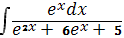 ∫ eˣdx / e²ˣ + 6eˣ + 5